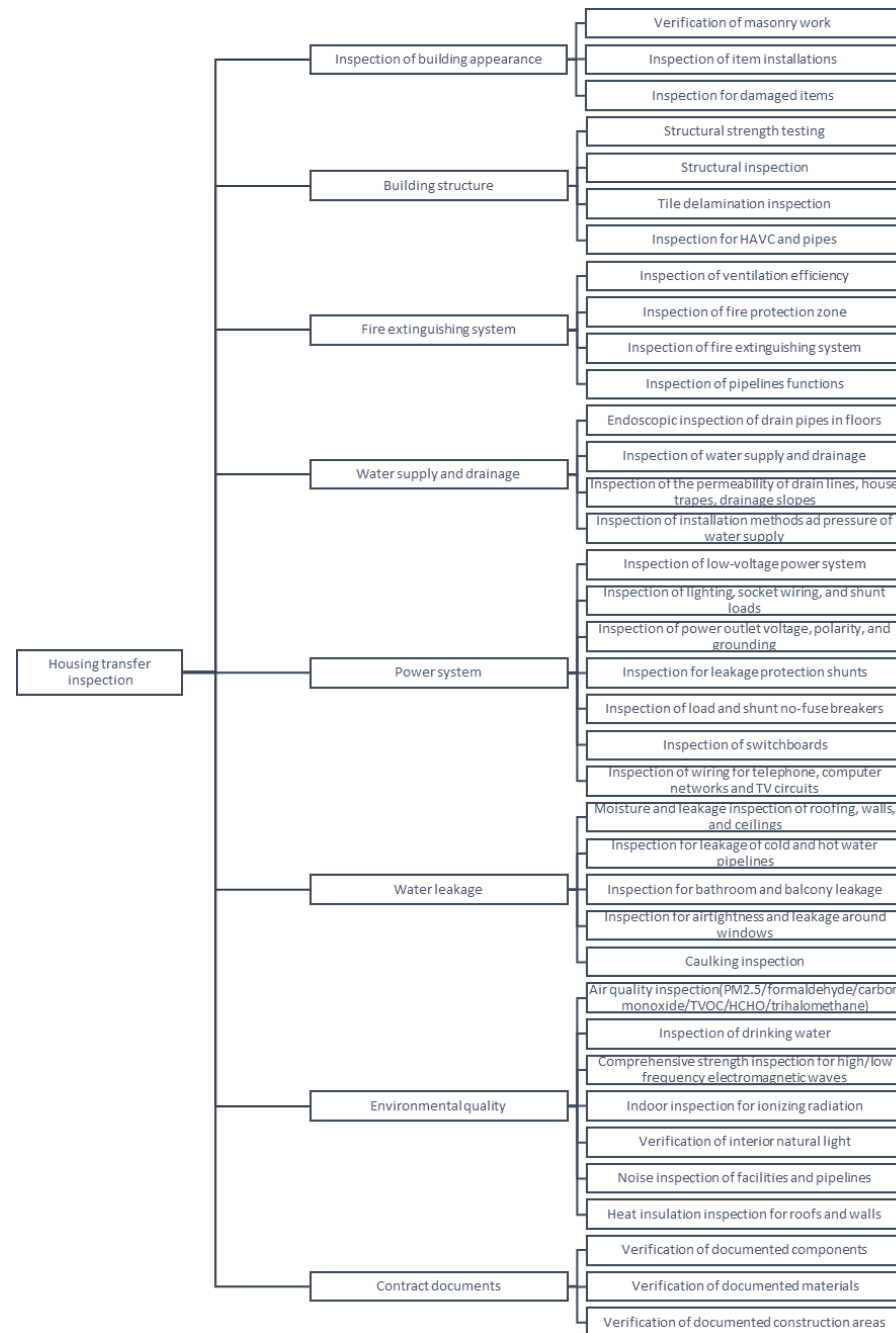 Housing transfer
inspection
Inspection of building appearance
Verification of masonry work
Inspection of item installations
Inspection for damaged items
Building structure
Structural strength testing
Structural inspection
Tile delamination inspection
Inspection for HAVC and pipes
Fire extinguishing system
Inspection of ventilation efficiency
Inspection of fire protection zone
Inspection of fire extinguishing system
Inspection of pipelines functions
Water supply and drainage
Endoscopic inspection of drain pipes in floors
Inspection of water supply and drainage
Inspection of the permeability of drain lines, house
trapes, drainage slopes
Inspection of installation methods ad pressure of
water supply
Power system
Inspection of low-voltage power system
Inspection of lighting, socket wiring, and shunt
loads
Inspection of power outlet voltage, polarity, and
grounding
Inspection for leakage protection shunts
Inspection of load and shunt no-fuse breakers
Inspection of switchboards
Inspection of wiring for telephone, computer
networks and TV circuits
Water leakage
Moisture and leakage inspection of roofing, walls,
and ceilings
Inspection for leakage of cold and hot water
pipelines
Inspection for bathroom and balcony leakage
Inspection for airtightness and leakage around
windows
Caulking inspection
Environmental quality
Air quality inspection(PM2.5/formaldehyde/carbon
monoxide/TVOC/HCHO/trihalomethane)
Inspection of drinking water
Comprehensive strength inspection for high/low
frequency electromagnetic waves
Indoor inspection for ionizing radiation
Verification of interior natural light
Noise inspection of facilities and pipelines
Heat insulation inspection for roofs and walls
Contract documents
Verification of documented components
Verification of documented materials
Verification of documented construction areas